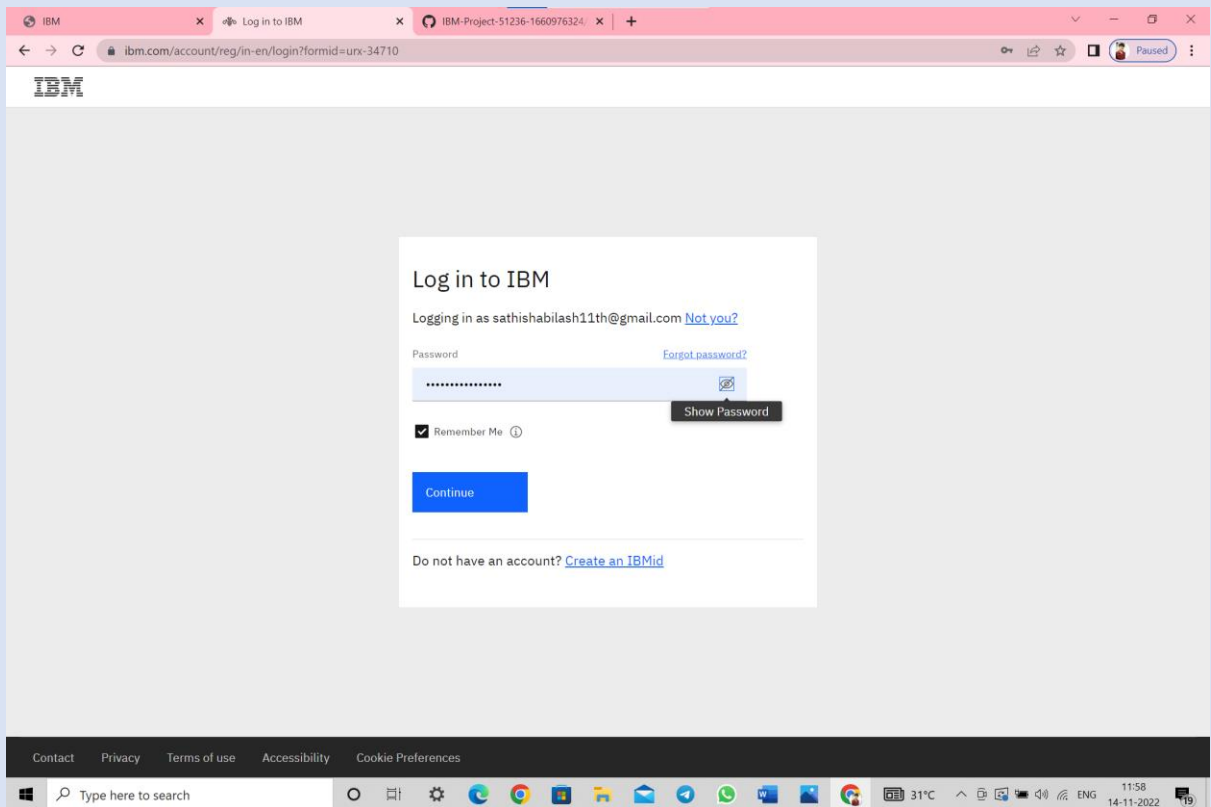 IBM
Log in to IBM
IBM-Project-51236-1660976324
ibm.com/account/reg/in-en/login?formid=urx-34710
Paused
IBM
Log in to IBM
Logging in as sathishabilash11th@gmail.com Not you?
Password Forgot password?
••••••••••••••••
Show Password
Remember Me
Continue
Do not have an account? Create an IBMid
Contact Privacy Terms of use Accessibility Cookie Preferences
Type here to search 31°C ENG 11:58
14-11-2022 19